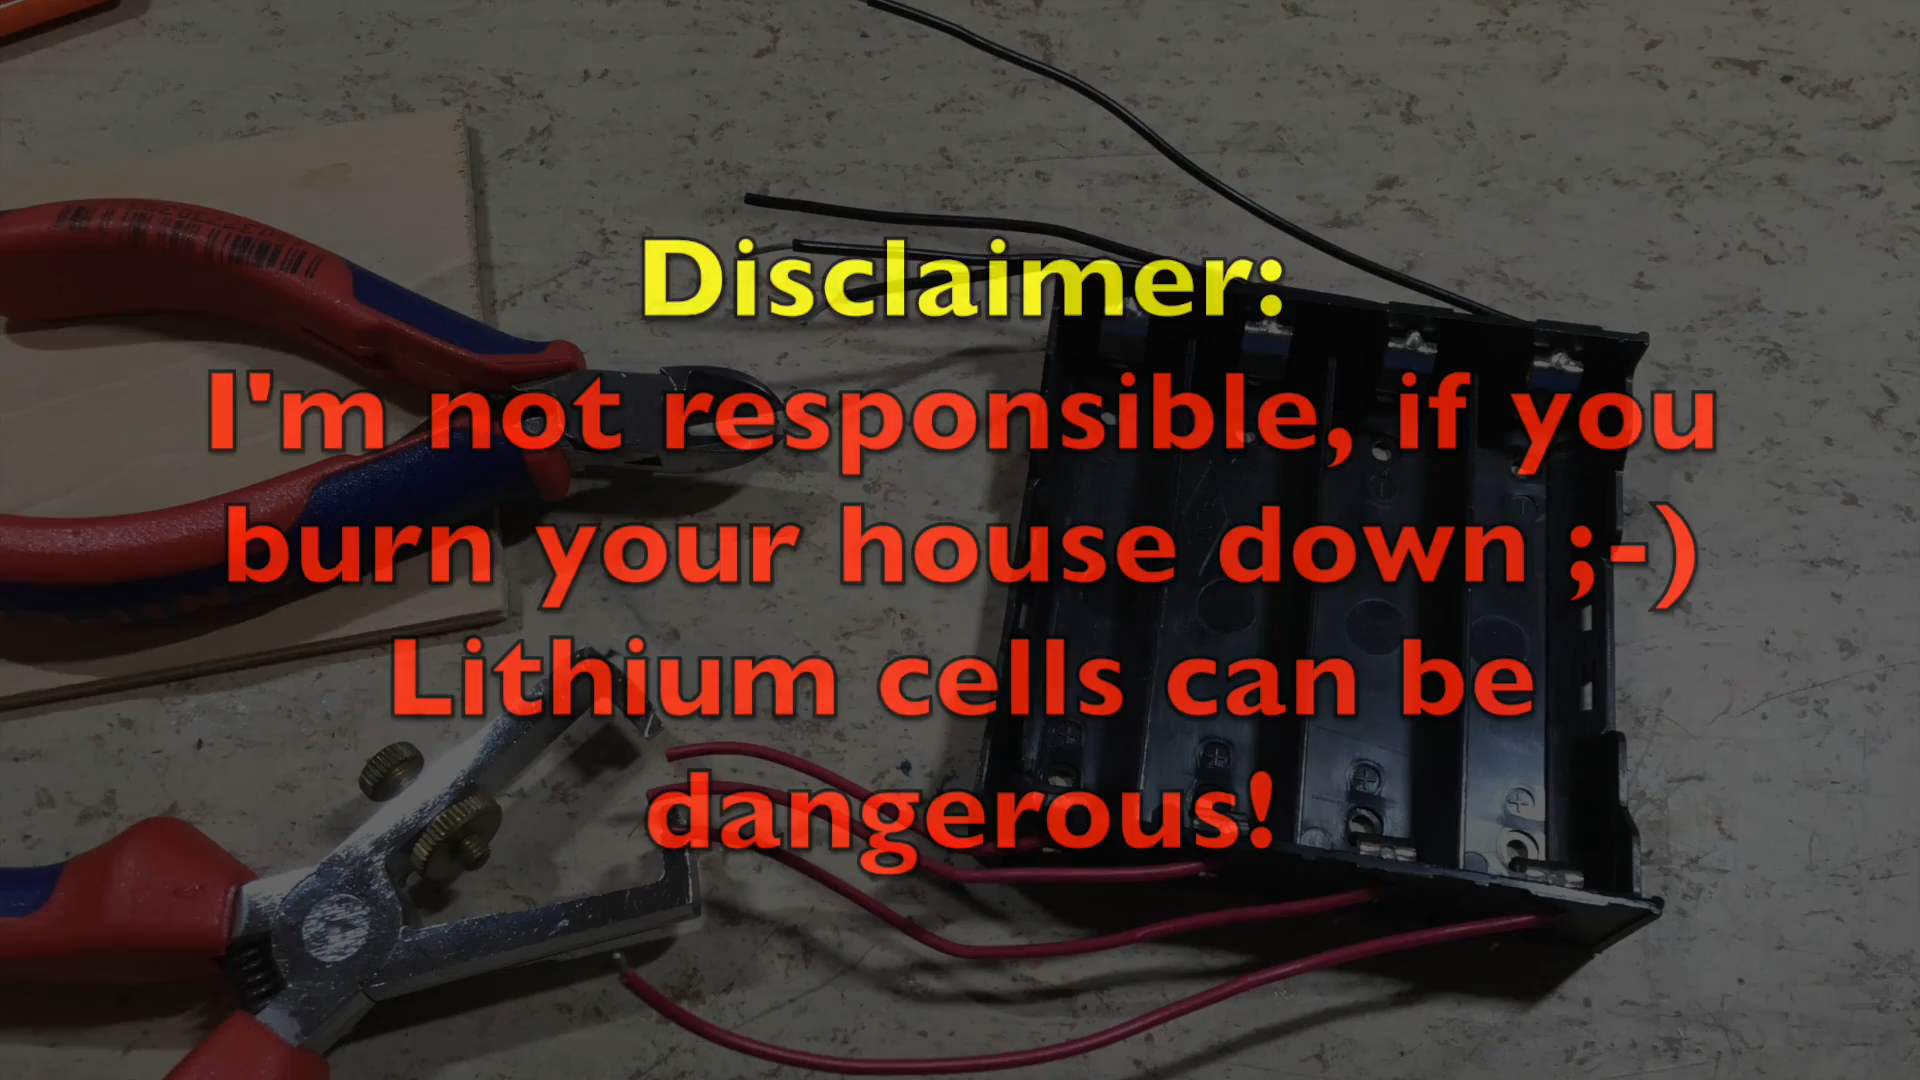 Disclaimer:
I'm not responsible, if you
burn your house down ;-)
Lithium cells can be
dangerous!